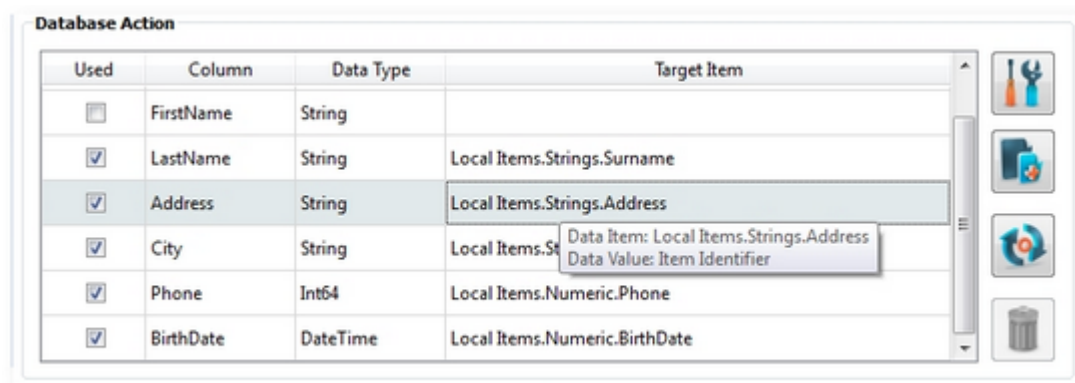 Database Action
Used Column Data Type Target Item
FirstName String
LastName String Local Items.Strings.Surname
Address String Local Items.Strings.Address
City String Local Items.St
Data Item: Local Items.Strings.Address
Data Value: Item Identifier
Phone Int64 Local Items.Numeric.Phone
BirthDate DateTime Local Items.Numeric.BirthDate